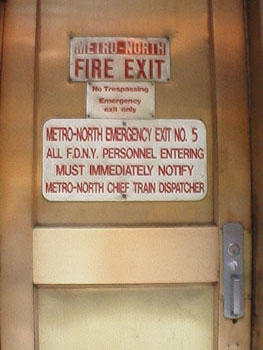 METRO-NORTH
FIRE EXIT
No Trespassing
Emergency
exit only
METRO-NORTH EMERGENCY EXIT NO. 5
ALL F.D.N.Y. PERSONNEL ENTERING
MUST IMMEDIATELY NOTIFY
METRO-NORTH CHIEF TRAIN DISPATCHER